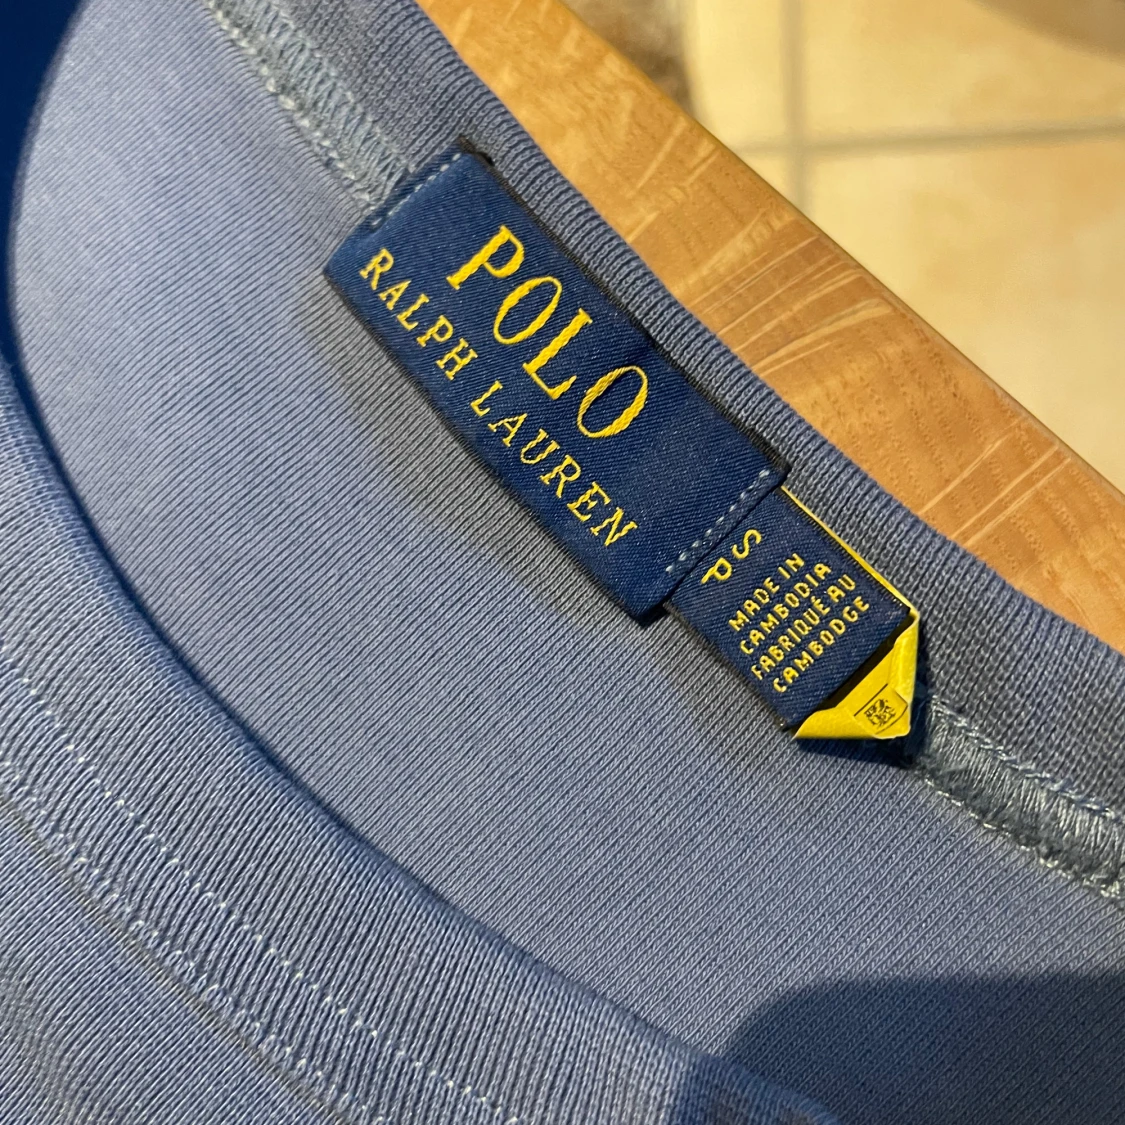 POLO
RALPH LAUREN
S P
MADE IN
CAMBODIA
FABRIQUÉ AU
CAMBODGE